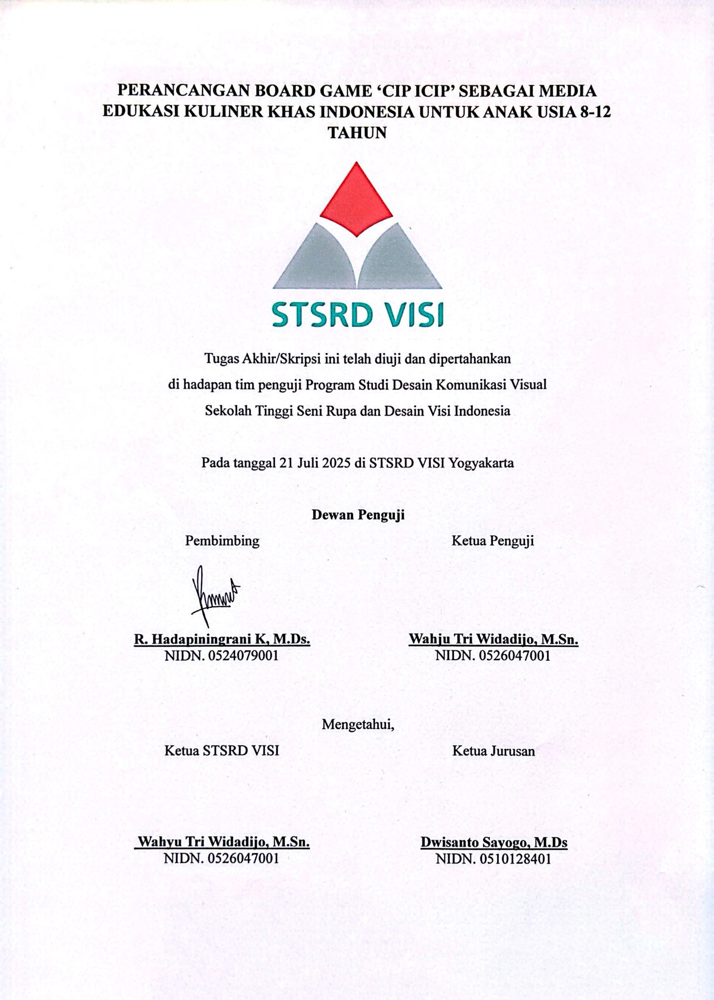 PERANCANGAN BOARD GAME ‘CIP ICIP’ SEBAGAI MEDIA
EDUKASI KULINER KHAS INDONESIA UNTUK ANAK USIA 8-12
TAHUN
STSRD VISI
Tugas Akhir/Skripsi ini telah diuji dan dipertahankan
di hadapan tim penguji Program Studi Desain Komunikasi Visual
Sekolah Tinggi Seni Rupa dan Desain Visi Indonesia
Pada tanggal 21 Juli 2025 di STSRD VISI Yogyakarta
Dewan Penguji
Pembimbing Ketua Penguji
R. Hadapiningrani K, M.Ds. Wahju Tri Widadijo, M.Sn.
NIDN. 0524079001 NIDN. 0526047001
Mengetahui,
Ketua STSRD VISI Ketua Jurusan
Wahyu Tri Widadijo, M.Sn. Dwisanto Sayogo, M.Ds
NIDN. 0526047001 NIDN. 0510128401